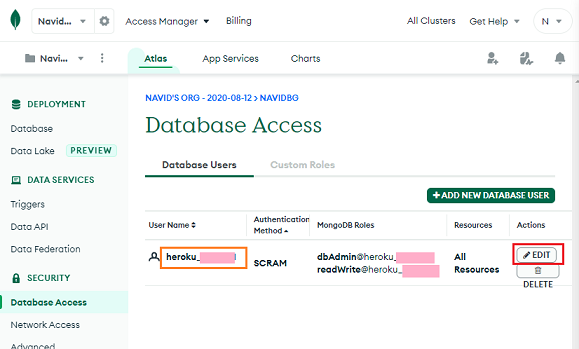 Navid...
Access Manager
Billing
All Clusters
Get Help
N
Navi...
Atlas
App Services
Charts
DEPLOYMENT
Database
Data Lake PREVIEW
DATA SERVICES
Triggers
Data API
Data Federation
SECURITY
Database Access
Network Access
Advanced
NAVID'S ORG - 2020-08-12 > NAVIDBG
Database Access
Database Users
Custom Roles
+ ADD NEW DATABASE USER
User Name
Authentication
Method
MongoDB Roles
Resources
Actions
heroku_
SCRAM
dbAdmin@heroku_
readWrite@heroku_
All
Resources
EDIT
DELETE